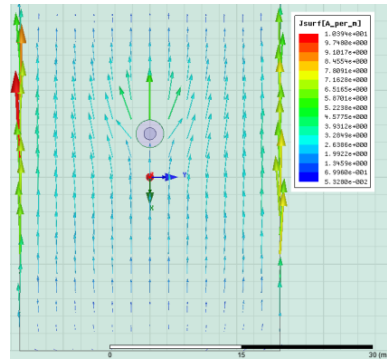 Jsurf[A_per_m]
1.0394e+001
9.7480e+000
9.1017e+000
8.4554e+000
7.8091e+000
7.1628e+000
6.5165e+000
5.8701e+000
5.2238e+000
4.5775e+000
3.9312e+000
3.2849e+000
2.6386e+000
1.9922e+000
1.3459e+000
6.9960e-001
5.3280e-002
Y
X
0 15 30 (m